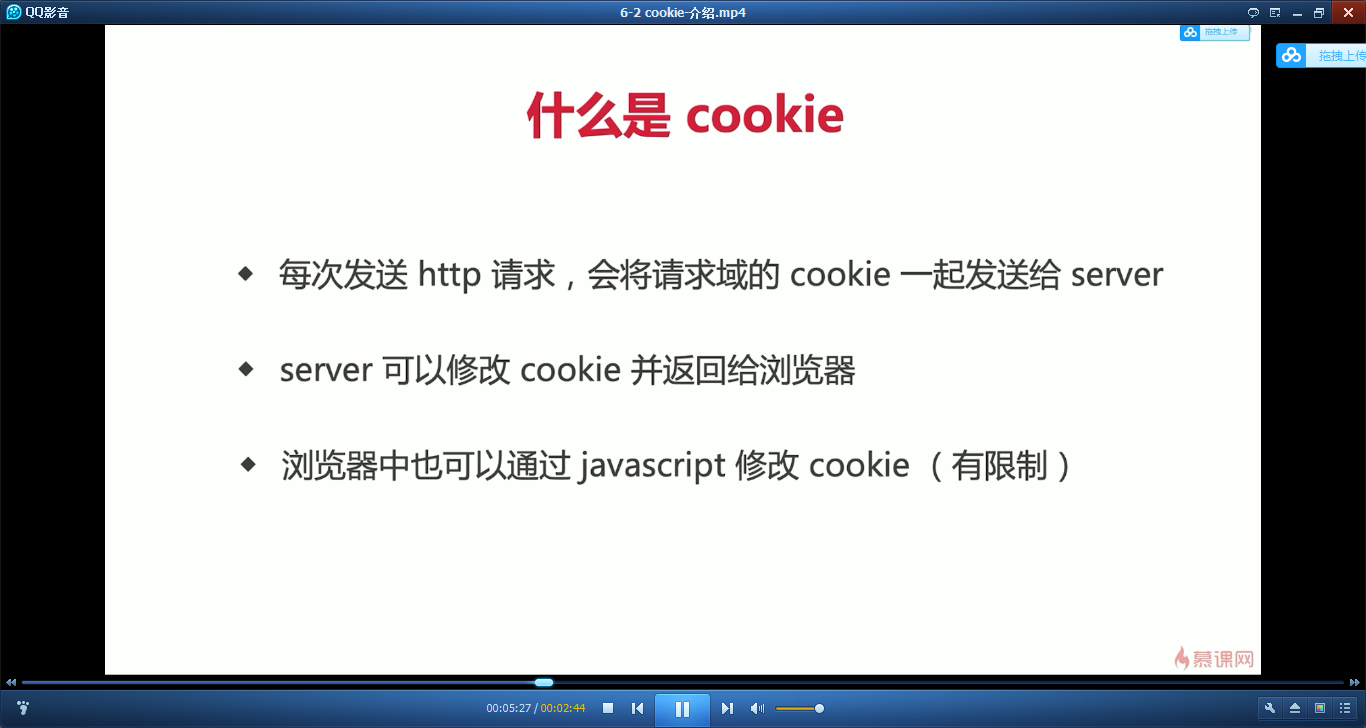 QQ影音
6-2 cookie-介绍.mp4
拖拽上传
拖拽上传
什么是 cookie
每次发送 http 请求，会将请求域的 cookie 一起发送给 server
server 可以修改 cookie 并返回给浏览器
浏览器中也可以通过 javascript 修改 cookie （有限制）
慕课网
00:05:27 / 00:02:44